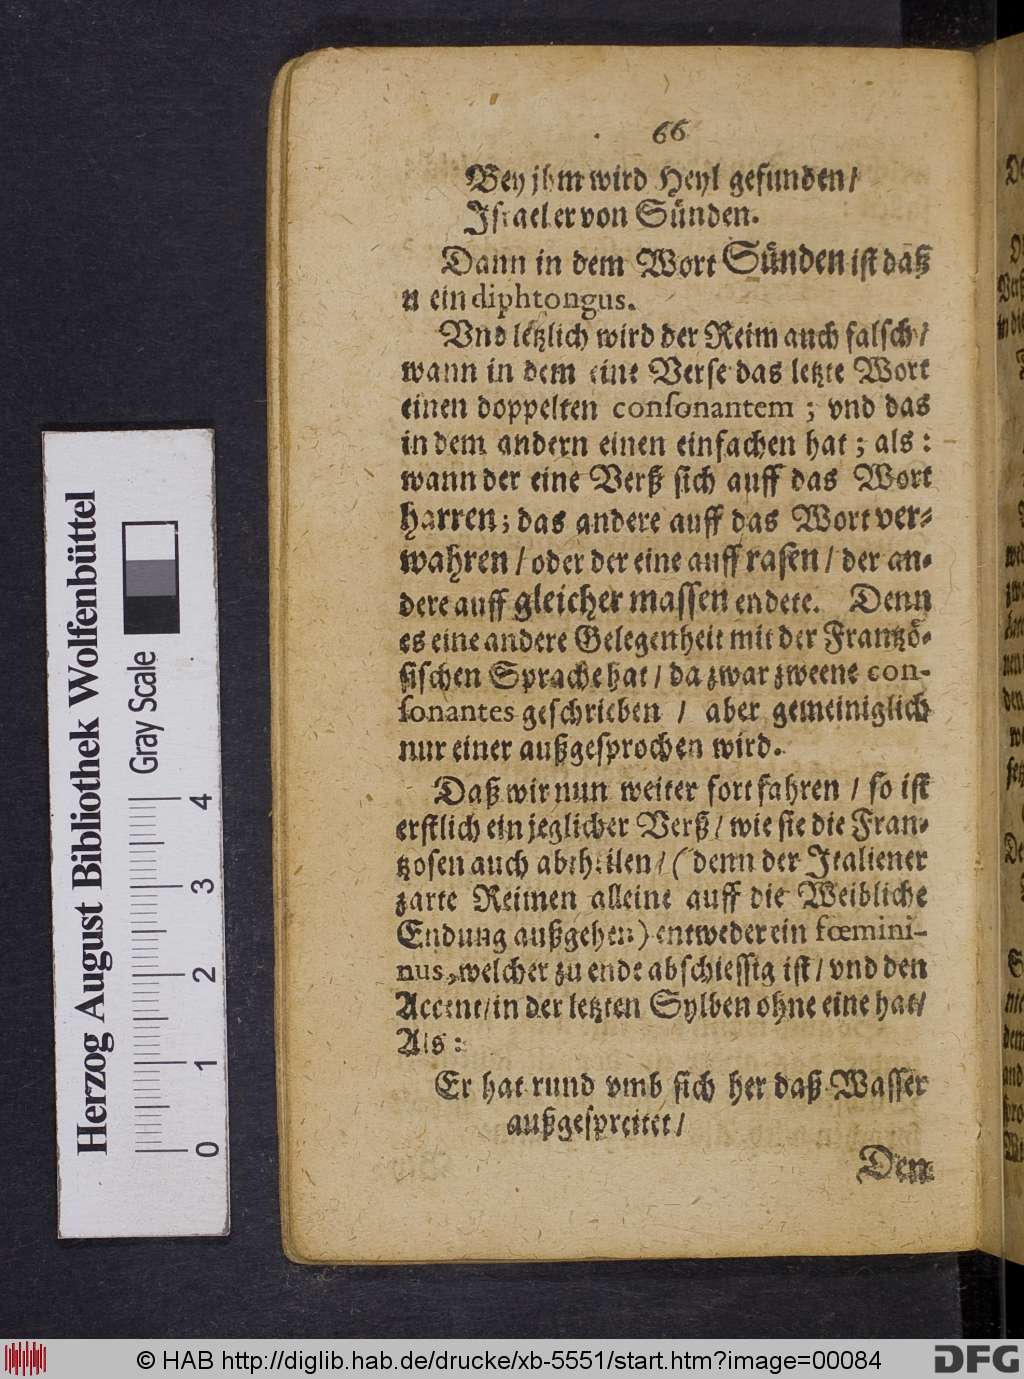 66
Bey jhm wird Heyl gefunden/
Israel er von Sünden.
Dann in dem Wort Sünden ist daß
ü ein diphtongus.
Vnd letzlich wird der Reim auch falsch/
wann in dem eine Verse das letzte Wort
einen doppelten consonantem; vnd das
in dem andern einen einfachen hat; als:
wann der eine Verß sich auff das Wort
harren; das andere auff das Wort ver-
wahren / oder der eine auff rasen / der an-
dere auff gleicher massen endete. Denn
es eine andere Gelegenheit mit der Frantzö-
sischen Sprache hat / da zwar zweene con-
sonantes geschrieben / aber gemeiniglich
nur einer außgesprochen wird.
Daß wir nun weiter fortfahren / so ist
erstlich ein jeglicher Verß / wie sie die Fran-
tzosen auch abtheilen / (denn der Italiener
zarte Reimen alleine auff die Weibliche
Endung außgehen) entweder ein fœmini-
nus, welcher zu ende abschiessig ist / vnd den
Accent / in der letzten Sylben ohne eine hat /
Als:
Er hat rund vmb sich her daß Wasser
außgespreitet /
Den
Herzog August Bibliothek Wolfenbüttel
Gray Scale
0 1 2 3 4
© HAB http://diglib.hab.de/drucke/xb-5551/start.htm?image=00084
DFG